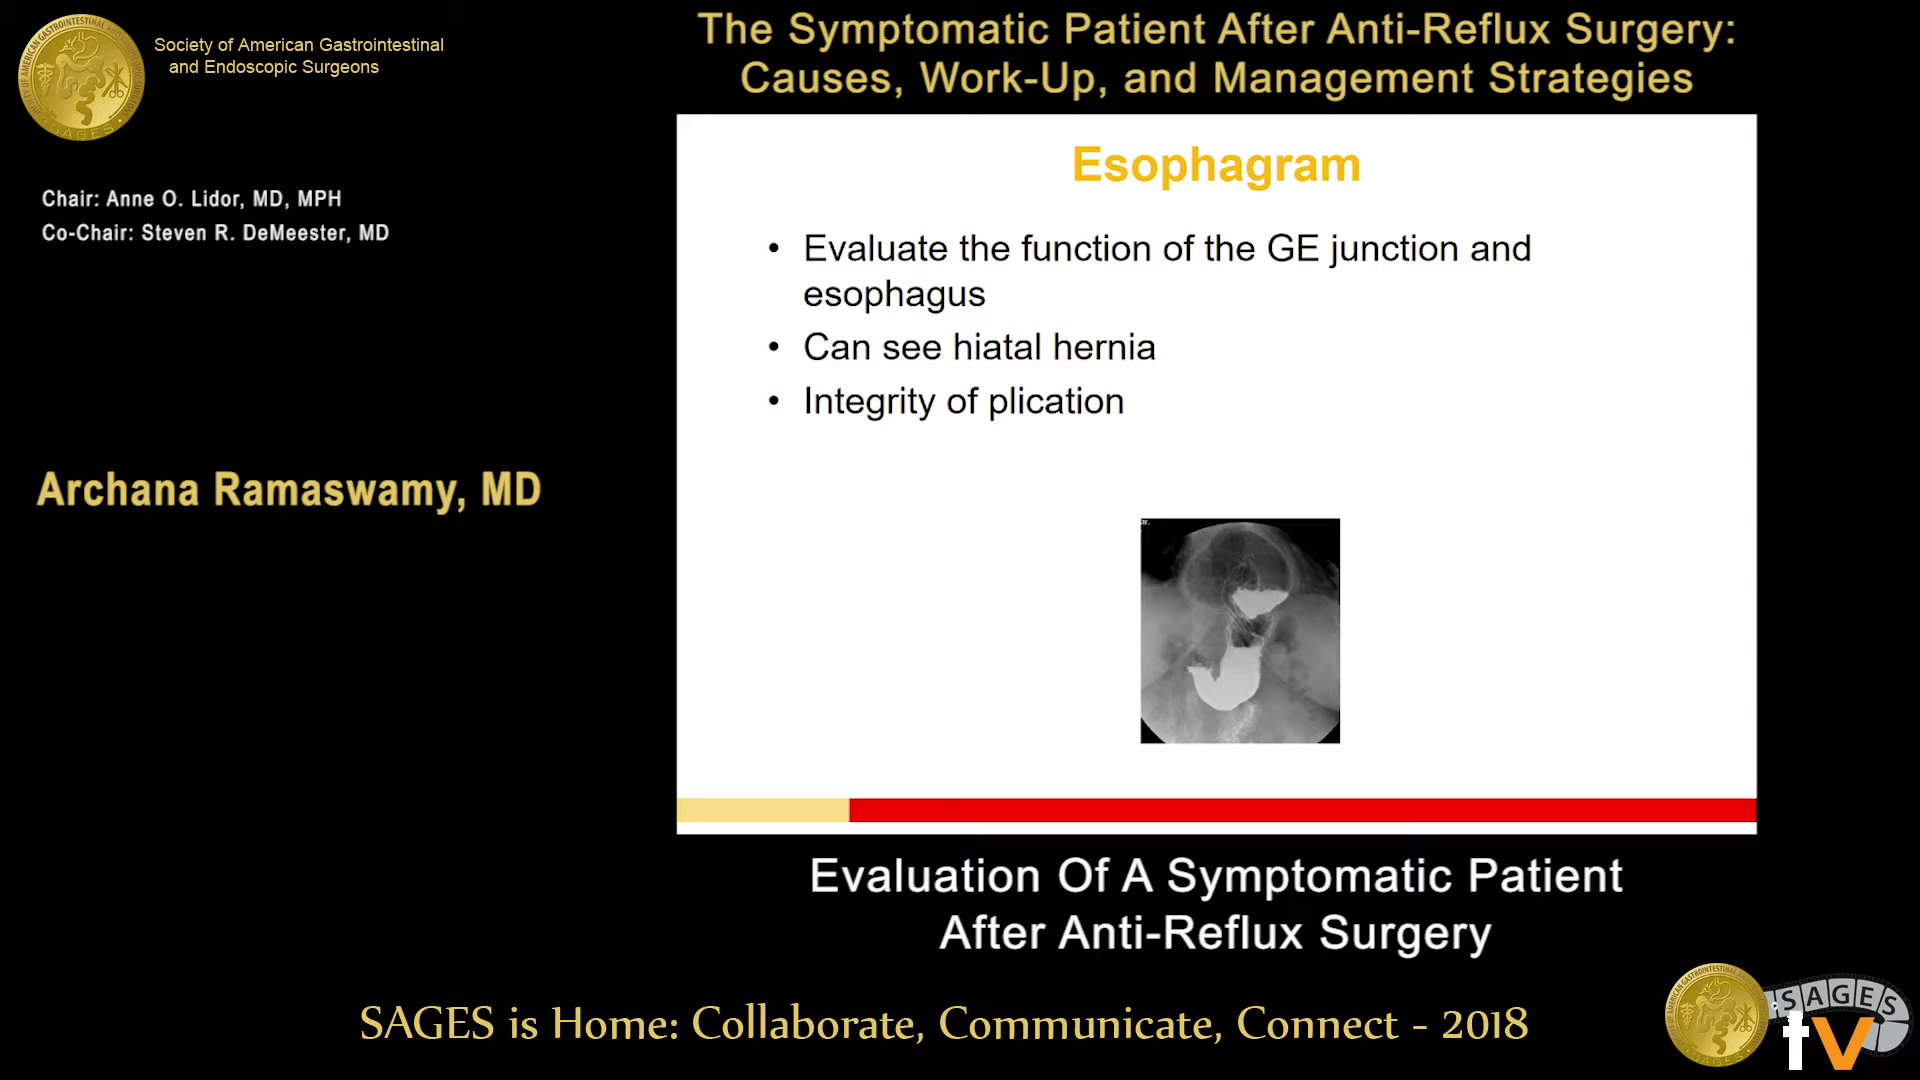 Society of American Gastrointestinal
and Endoscopic Surgeons
The Symptomatic Patient After Anti-Reflux Surgery:
Causes, Work-Up, and Management Strategies
Chair: Anne O. Lidor, MD, MPH
Co-Chair: Steven R. DeMeester, MD
Archana Ramaswamy, MD
Esophagram
• Evaluate the function of the GE junction and
esophagus
• Can see hiatal hernia
• Integrity of plication
Evaluation Of A Symptomatic Patient
After Anti-Reflux Surgery
SAGES is Home: Collaborate, Communicate, Connect - 2018
SAGES
tv